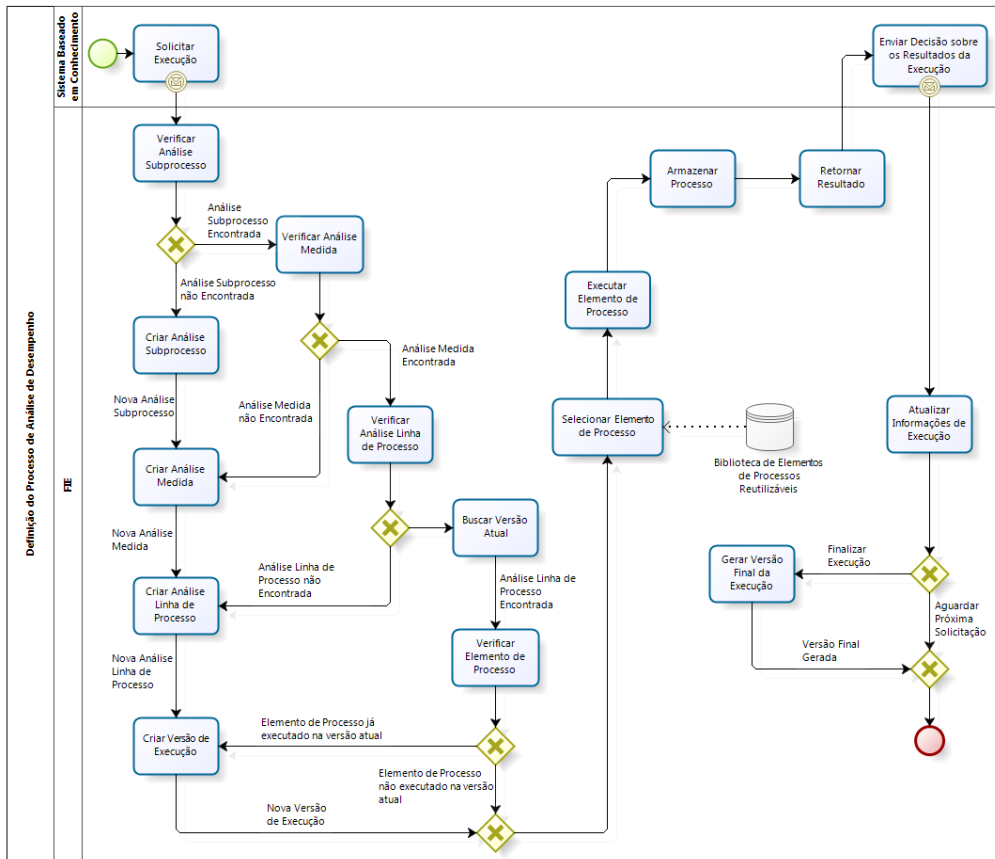 Definição do Processo de Análise de Desempenho
Sistema Baseado
em Conhecimento
FIE
Solicitar
Execução
Enviar Decisão sobre
os Resultados da
Execução
Verificar
Análise
Subprocesso
Análise
Subprocesso
Encontrada
Verificar Análise
Medida
Análise Subprocesso
não Encontrada
Criar Análise
Subprocesso
Análise Medida
Encontrada
Nova Análise
Subprocesso
Análise Medida
não Encontrada
Verificar
Análise Linha
de Processo
Criar Análise
Medida
Nova Análise
Medida
Buscar Versão
Atual
Análise Linha de
Processo não
Encontrada
Análise Linha de
Processo
Encontrada
Criar Análise
Linha de
Processo
Verificar
Elemento de
Processo
Nova Análise
Linha de
Processo
Criar Versão de
Execução
Elemento de Processo já
executado na versão atual
Elemento de Processo
não executado na versão
atual
Nova Versão
de Execução
Armazenar
Processo
Retornar
Resultado
Executar
Elemento de
Processo
Selecionar Elemento
de Processo
Biblioteca de Elementos
de Processos
Reutilizáveis
Atualizar
Informações de
Execução
Gerar Versão
Final da
Execução
Finalizar
Execução
Aguardar
Próxima
Solicitação
Versão Final
Gerada